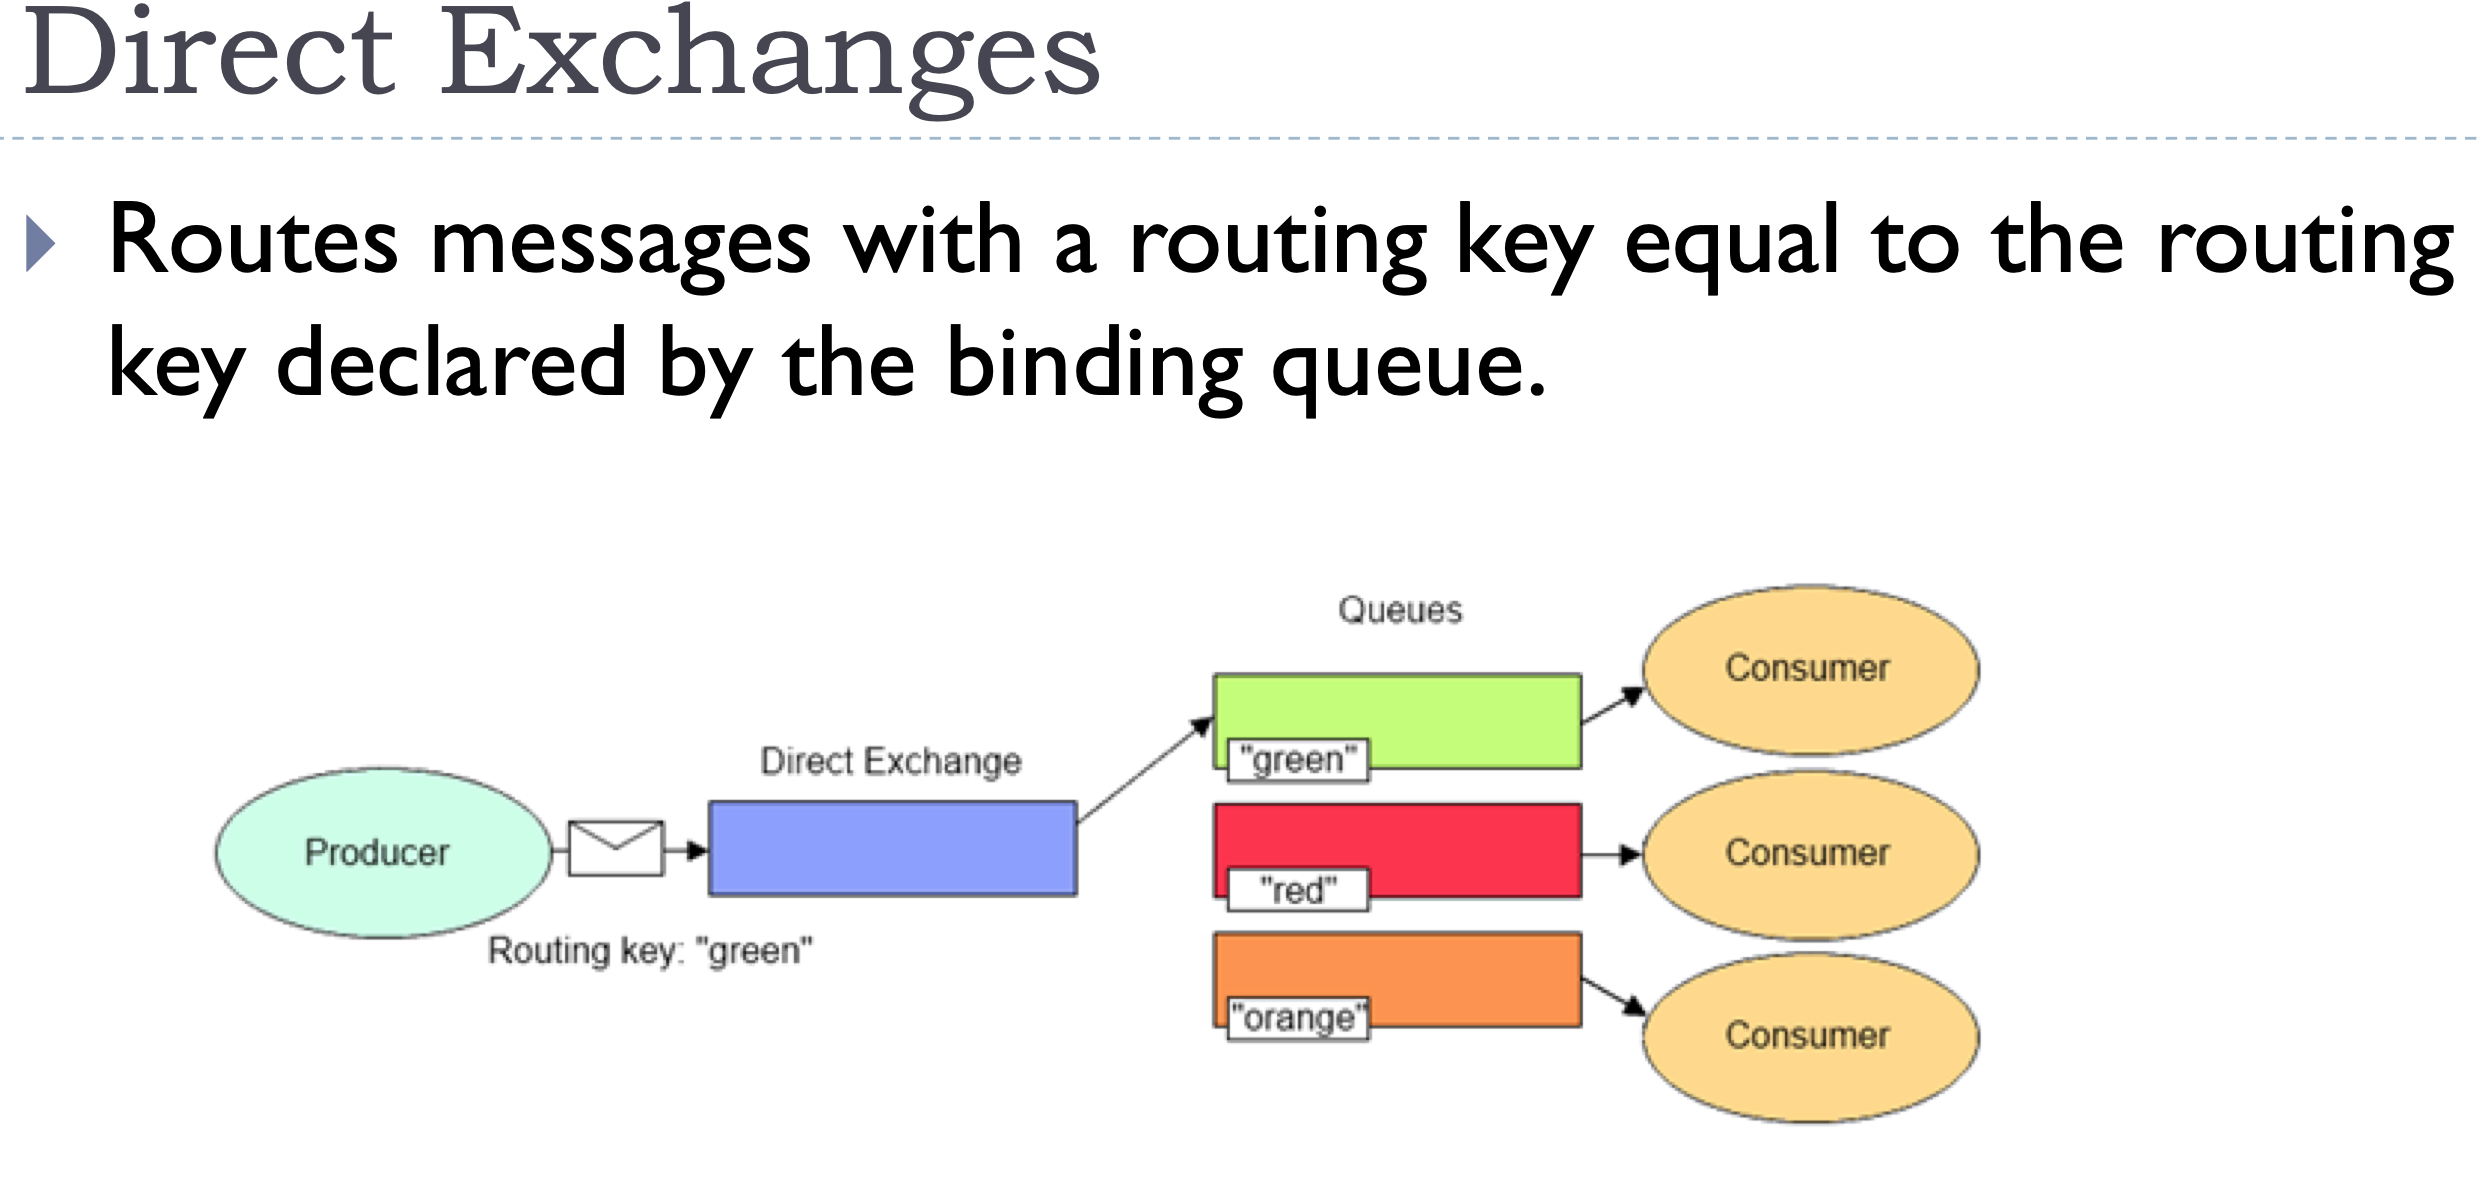 Direct Exchanges
Routes messages with a routing key equal to the routing
key declared by the binding queue.
Queues
Consumer
"green"
Direct Exchange
Producer
Routing key: "green"
"red"
Consumer
"orange"
Consumer